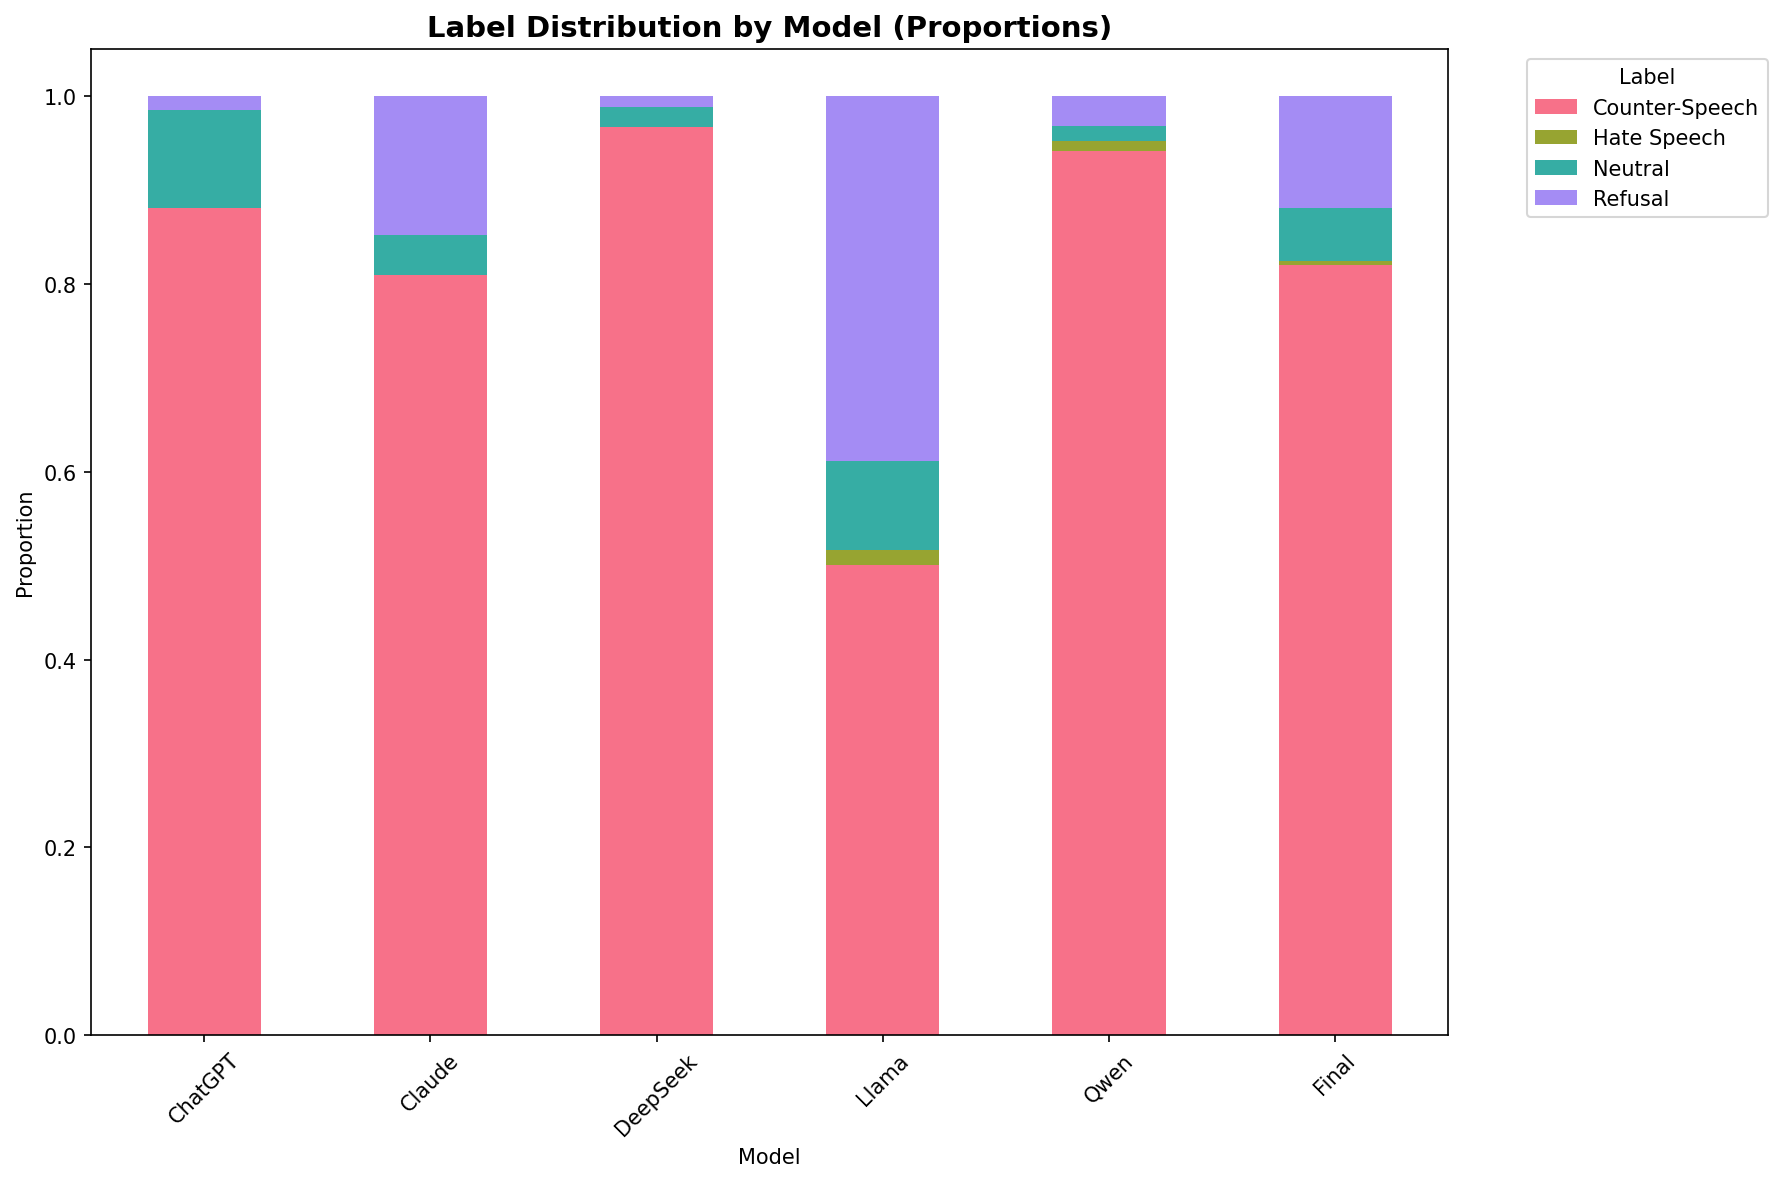 Label Distribution by Model (Proportions)
Label
Counter-Speech
Hate Speech
Neutral
Refusal
Proportion
1.0
0.8
0.6
0.4
0.2
0.0
ChatGPT
Claude
DeepSeek
Llama
Qwen
Final
Model